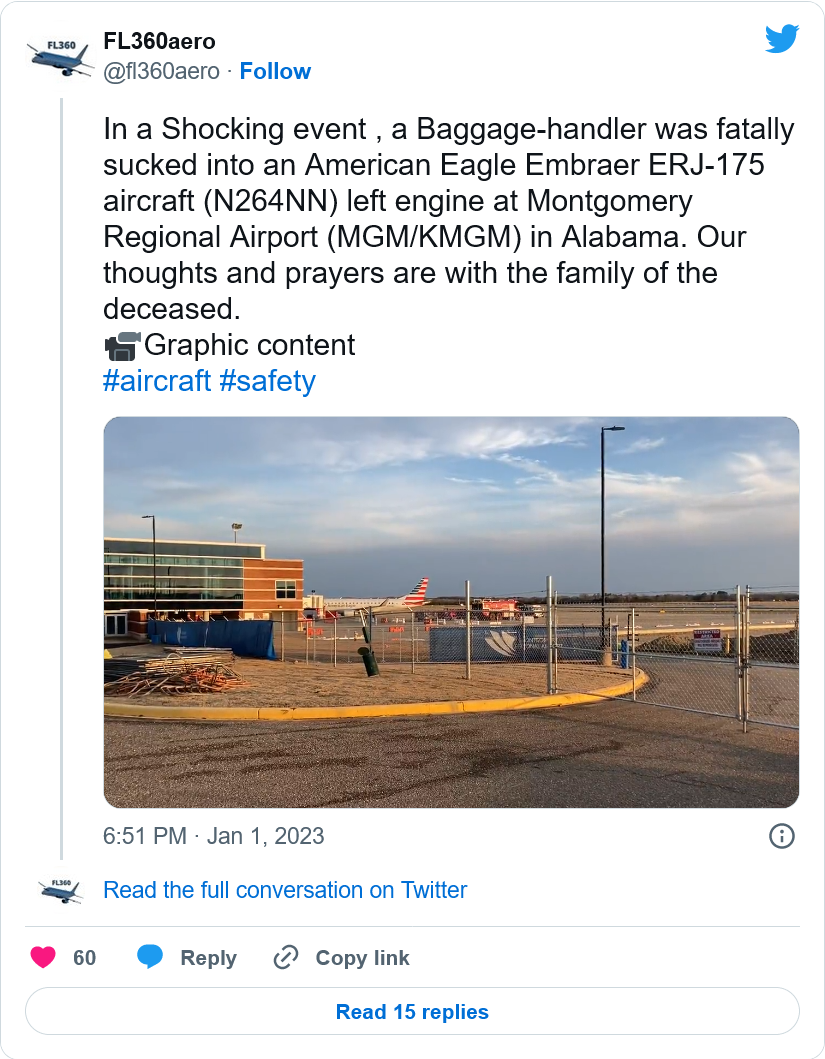 FL360
FL360aero
@fl360aero · Follow
In a Shocking event , a Baggage-handler was fatally
sucked into an American Eagle Embraer ERJ-175
aircraft (N264NN) left engine at Montgomery
Regional Airport (MGM/KMGM) in Alabama. Our
thoughts and prayers are with the family of the
deceased.
Graphic content
#aircraft #safety
RESTRICTED
AREA
6:51 PM · Jan 1, 2023
FL360
Read the full conversation on Twitter
60
Reply
Copy link
Read 15 replies